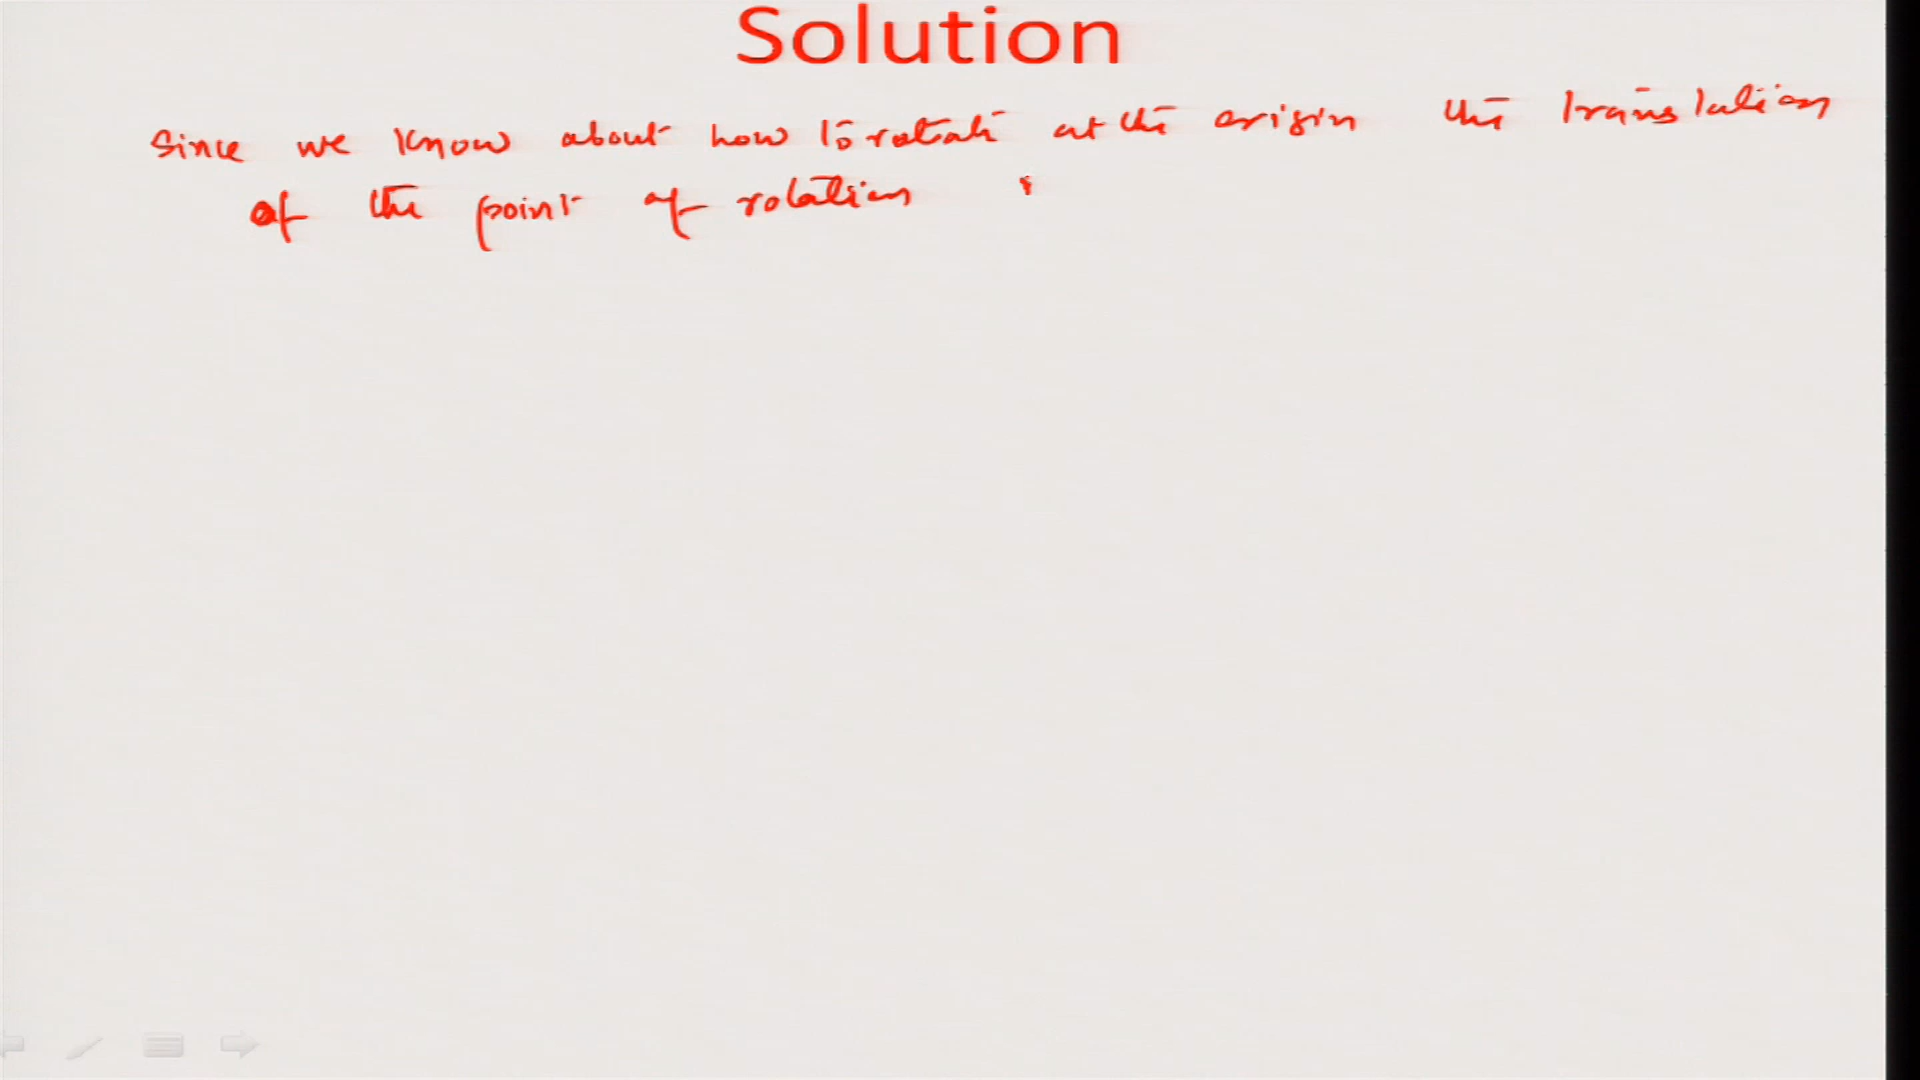 Solution
Since we know about how to rotate at the origin the translation
of the point of rotation